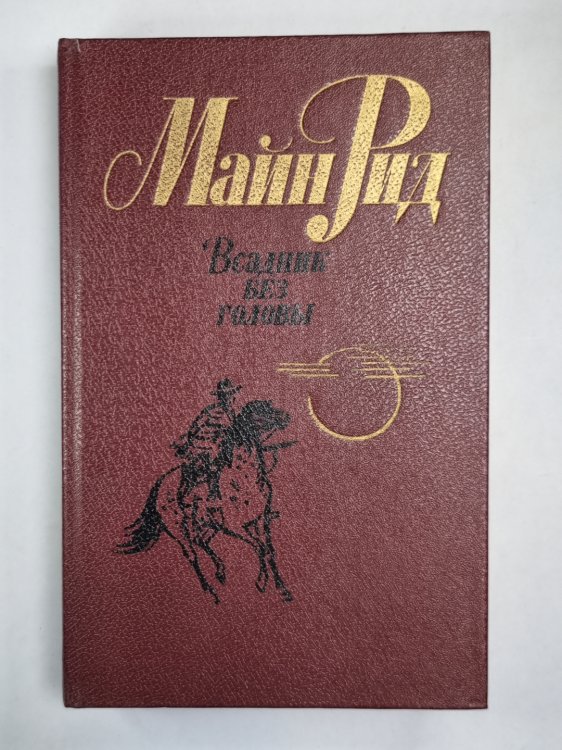 Майн Рид
Всадник
без
головы